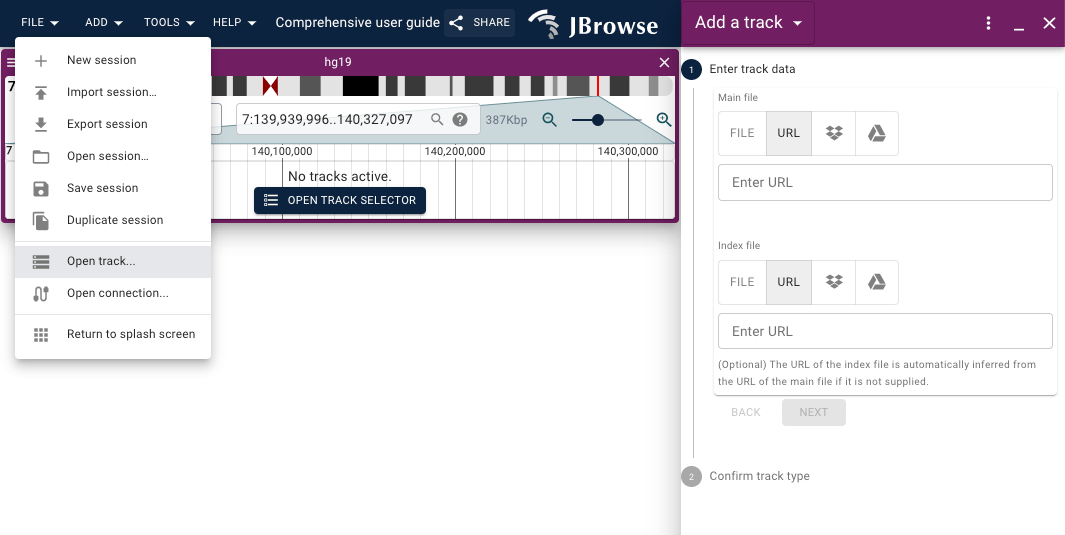 FILE ADD TOOLS HELP Comprehensive user guide SHARE JBrowse
New session
Import session…
Export session
Open session…
Save session
Duplicate session
Open track...
Open connection...
Return to splash screen
hg19
7
7:139,939,996..140,327,097 ? 387Kbp
7 140,100,000 140,200,000 140,300,000
No tracks active.
OPEN TRACK SELECTOR
Add a track
1 Enter track data
Main file
FILE URL
Enter URL
Index file
FILE URL
Enter URL
(Optional) The URL of the index file is automatically inferred from
the URL of the main file if it is not supplied.
BACK NEXT
2 Confirm track type